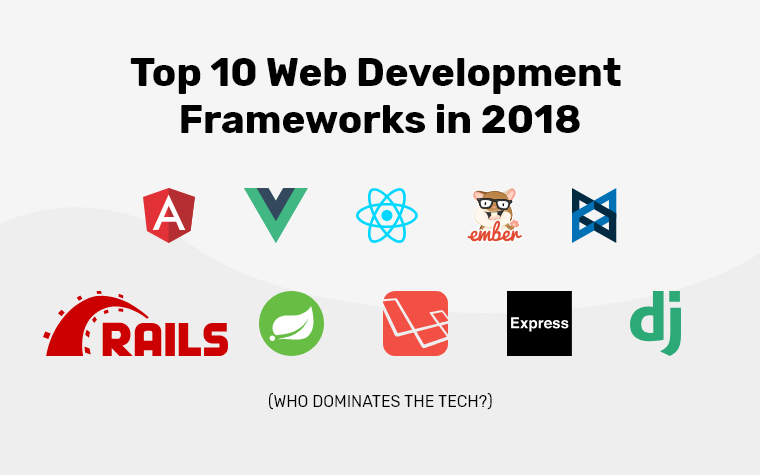 Top 10 Web Development
Frameworks in 2018
A
ember
RAILS
Express
dj
(WHO DOMINATES THE TECH?)